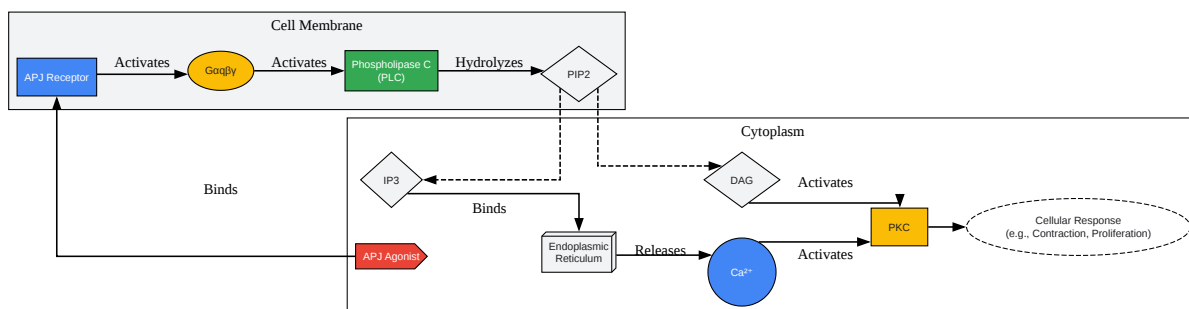 Cell Membrane
APJ Receptor
Activates
Gαqβγ
Activates
Phospholipase C
(PLC)
Hydrolyzes
PIP2
Cytoplasm
IP3
Binds
DAG
Activates
Binds
APJ Agonist
Endoplasmic
Reticulum
Releases
Ca²⁺
Activates
PKC
Cellular Response
(e.g., Contraction, Proliferation)